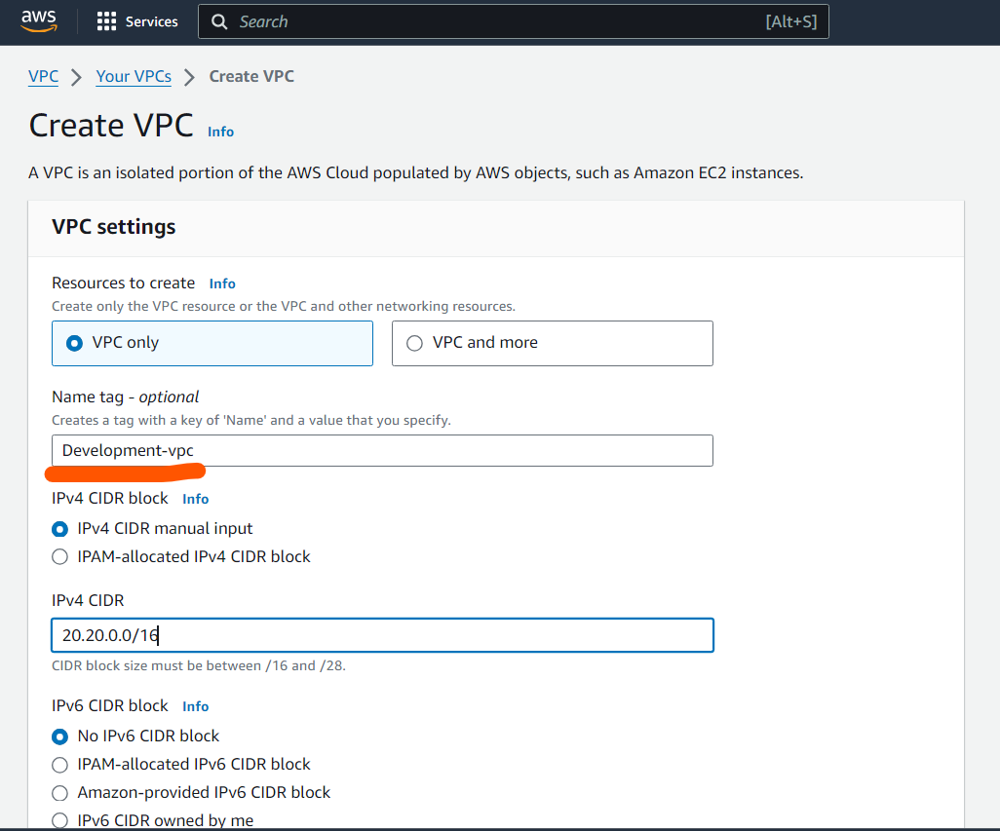 aws
Services
Search [Alt+S]
VPC
Your VPCs
Create VPC
Create VPC Info
A VPC is an isolated portion of the AWS Cloud populated by AWS objects, such as Amazon EC2 instances.
VPC settings
Resources to create Info
Create only the VPC resource or the VPC and other networking resources.
VPC only
VPC and more
Name tag - optional
Creates a tag with a key of 'Name' and a value that you specify.
Development-vpc
IPv4 CIDR block Info
IPv4 CIDR manual input
IPAM-allocated IPv4 CIDR block
IPv4 CIDR
20.20.0.0/16
CIDR block size must be between /16 and /28.
IPv6 CIDR block Info
No IPv6 CIDR block
IPAM-allocated IPv6 CIDR block
Amazon-provided IPv6 CIDR block
IPv6 CIDR owned by me